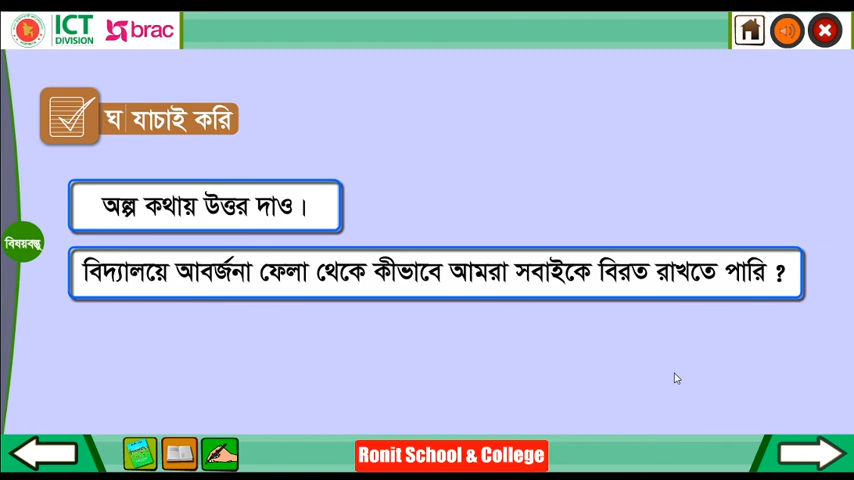 ICT
DIVISION
brac
ঘ যাচাই করি
অল্প কথায় উত্তর দাও।
বিষয়বস্তু
বিদ্যালয়ে আবর্জনা ফেলা থেকে কীভাবে আমরা সবাইকে বিরত রাখতে পারি ?
Ronit School & College